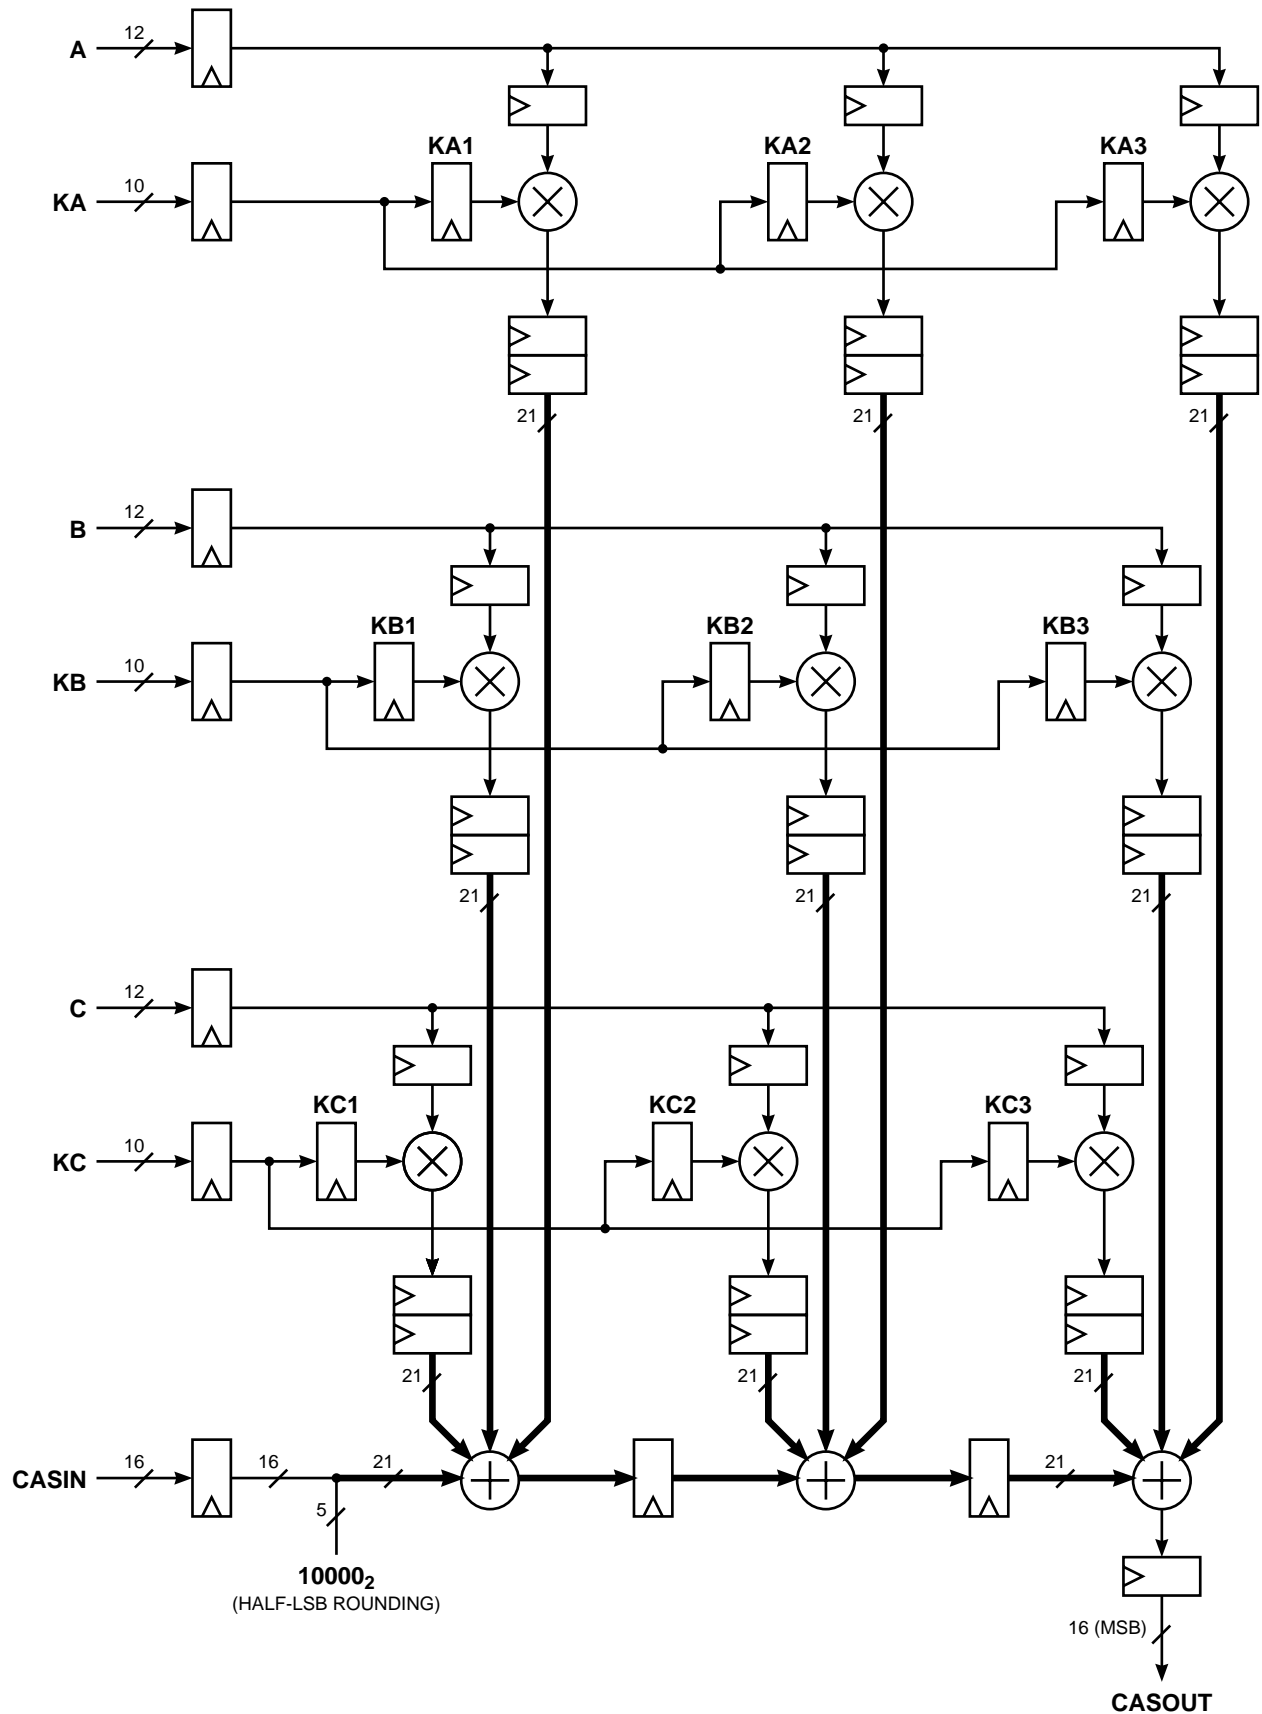 12
A
KA1
KA2
KA3
10
KA
21
21
21
12
B
KB1
KB2
KB3
10
KB
21
21
21
12
C
KC1
KC2
KC3
10
KC
21
21
21
CASIN
16
16
21
21
5
10000₂
(HALF-LSB ROUNDING)
16 (MSB)
CASOUT